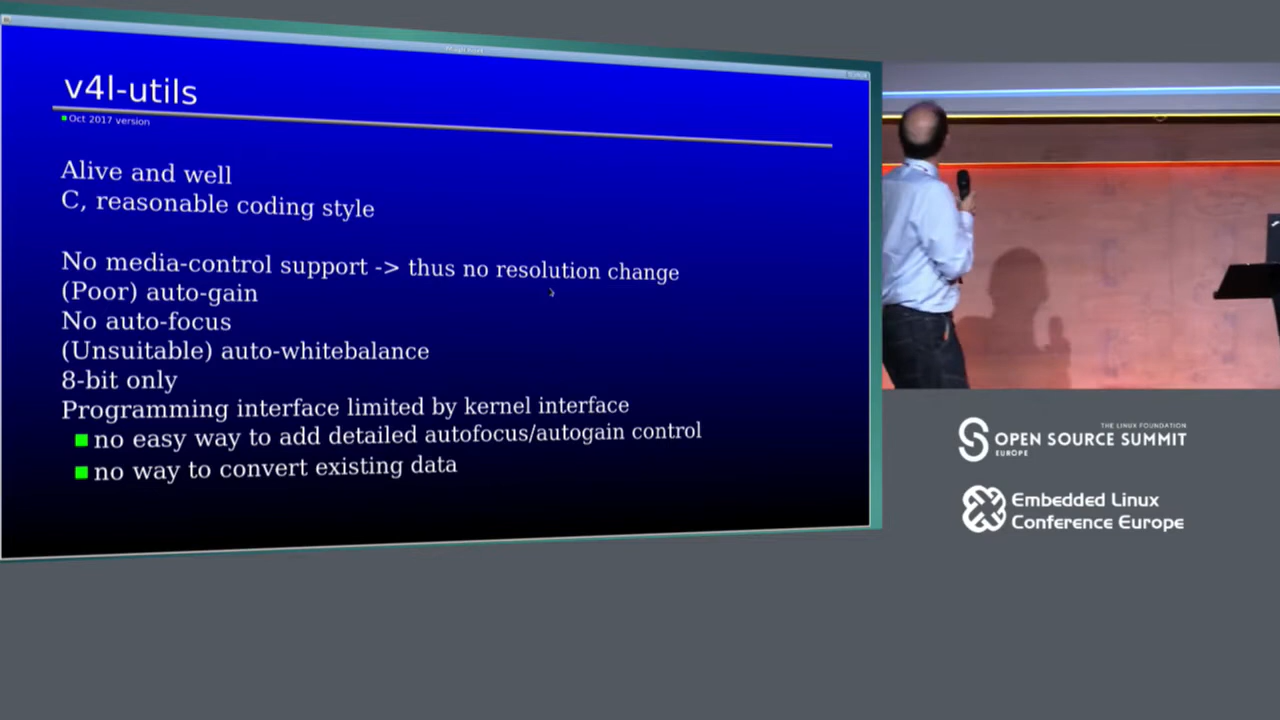 v4l-utils
Oct 2017 version
Alive and well
C, reasonable coding style
No media-control support -> thus no resolution change
(Poor) auto-gain
No auto-focus
(Unsuitable) auto-whitebalance
8-bit only
Programming interface limited by kernel interface
no easy way to add detailed autofocus/autogain control
no way to convert existing data
THE LINUX FOUNDATION
OPEN SOURCE SUMMIT
EUROPE
Embedded Linux
Conference Europe